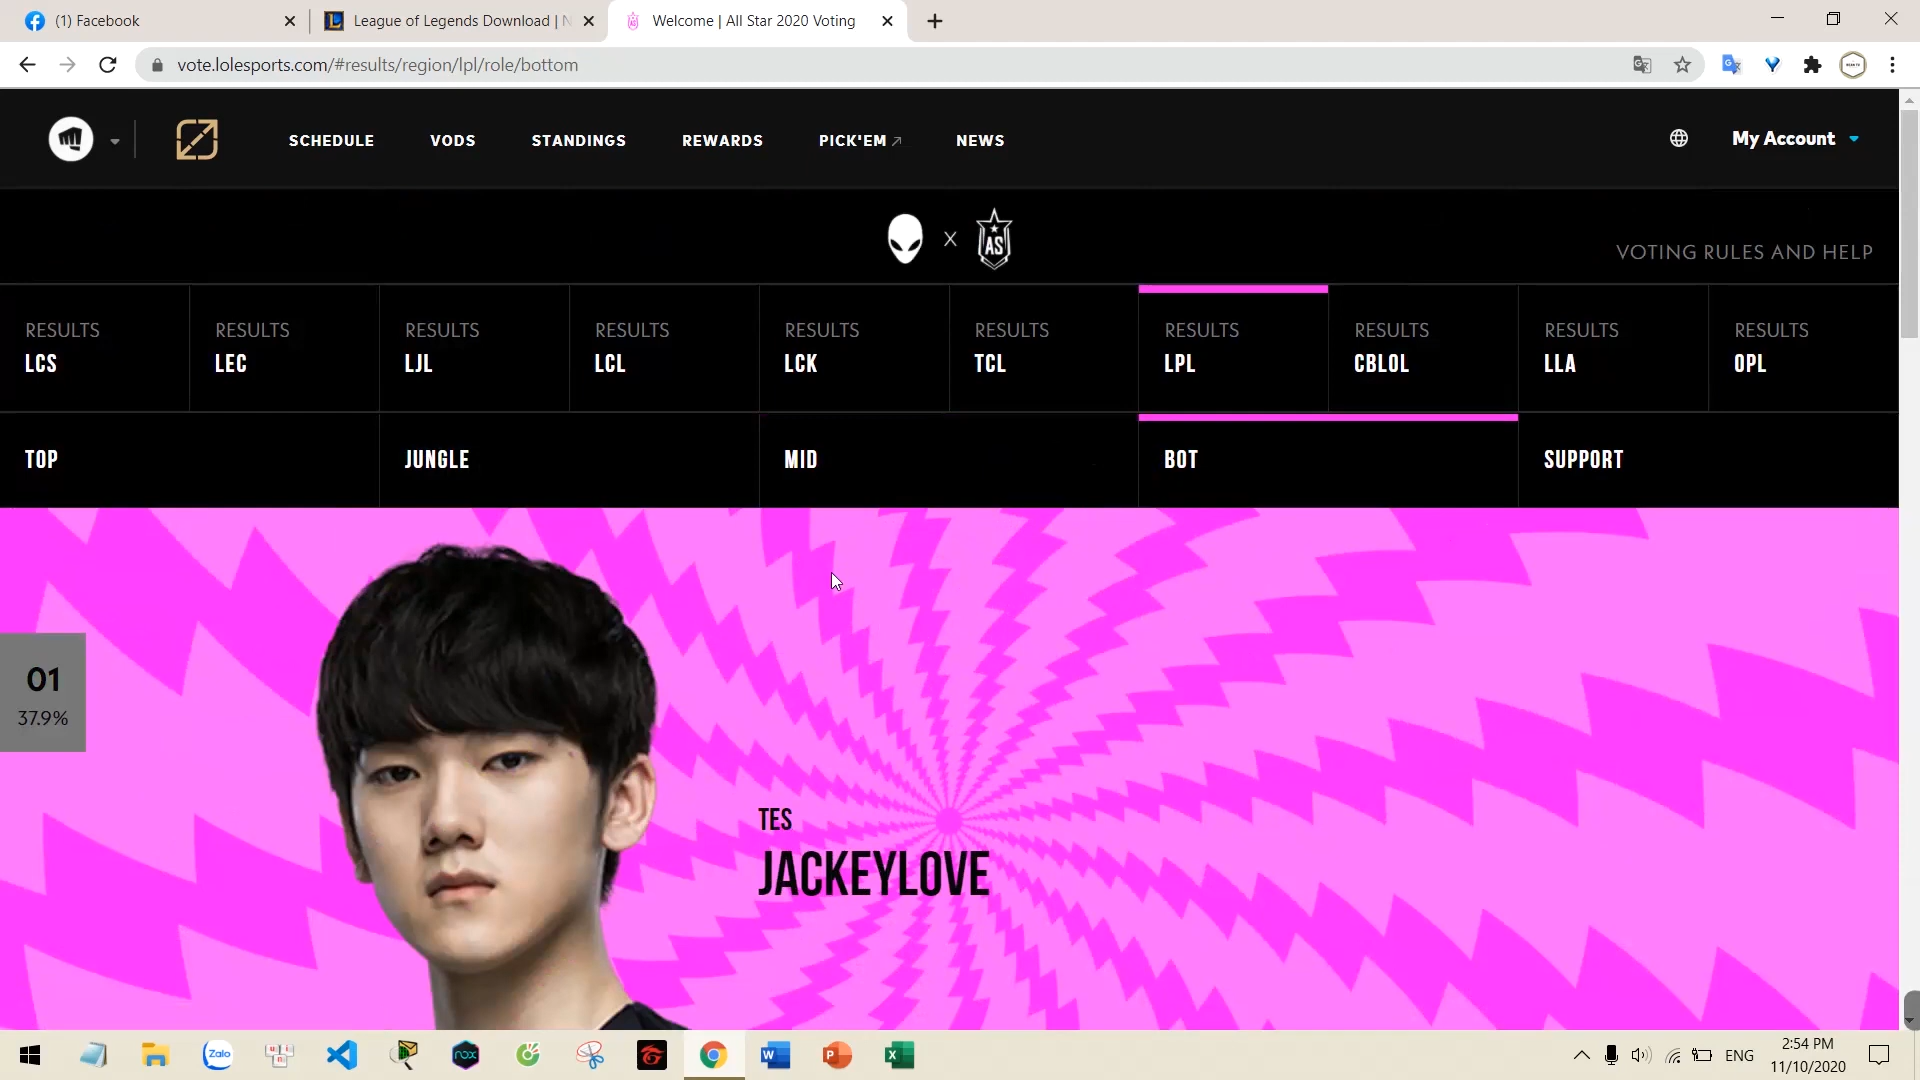 (1) Facebook
League of Legends Download | N
Welcome | All Star 2020 Voting
vote.lolesports.com/#results/region/lpl/role/bottom
SCHEDULE
VODS
STANDINGS
REWARDS
PICK'EM
NEWS
My Account
AS
X
VOTING RULES AND HELP
RESULTS
LCS
RESULTS
LEC
RESULTS
LJL
RESULTS
LCL
RESULTS
LCK
RESULTS
TCL
RESULTS
LPL
RESULTS
CBLOL
RESULTS
LLA
RESULTS
OPL
TOP
JUNGLE
MID
BOT
SUPPORT
01
37.9%
TES
JACKEYLOVE
Zalo
nox
ENG
2:54 PM
11/10/2020